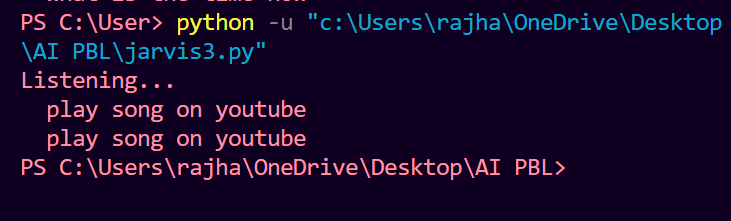 PS C:\User> python -u "c:\Users\rajha\OneDrive\Desktop
\AI PBL\jarvis3.py"
Listening...
play song on youtube
play song on youtube
PS C:\Users\rajha\OneDrive\Desktop\AI PBL>